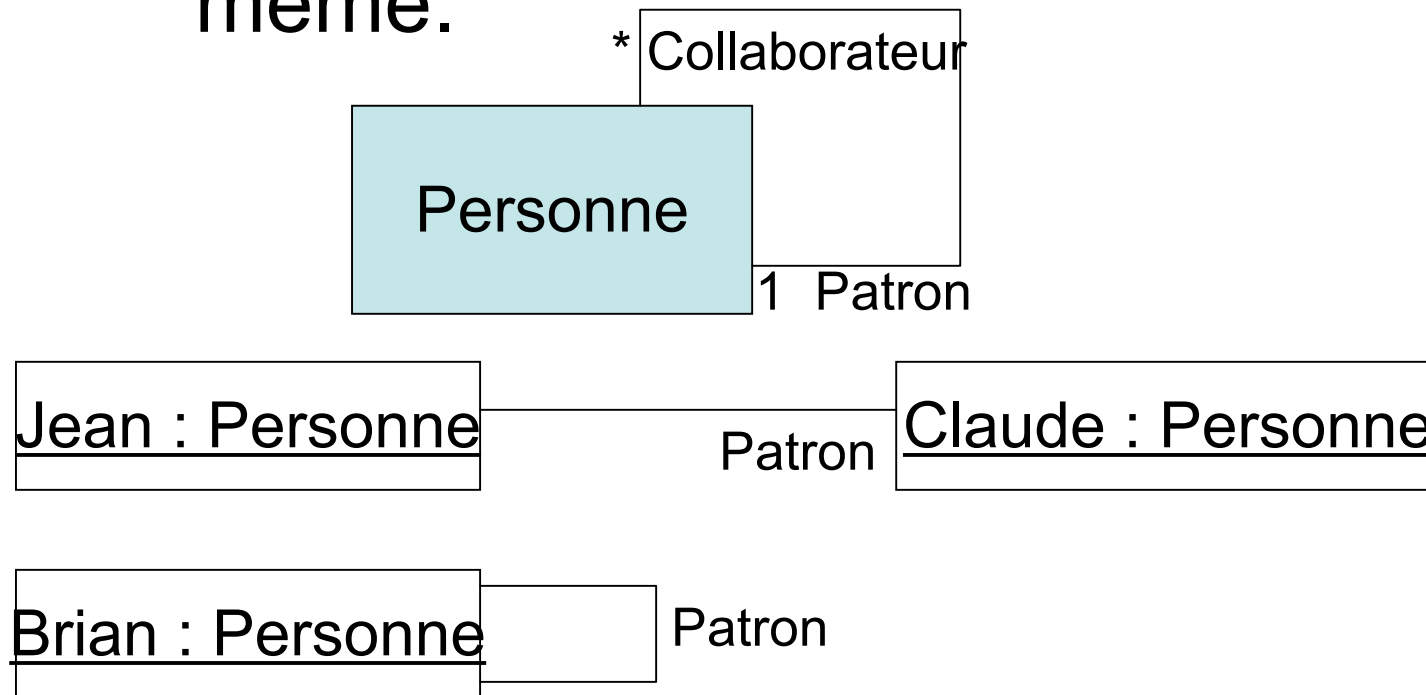 même.
* Collaborateur
Personne
1 Patron
Jean : Personne
Patron
Claude : Personne
Brian : Personne
Patron